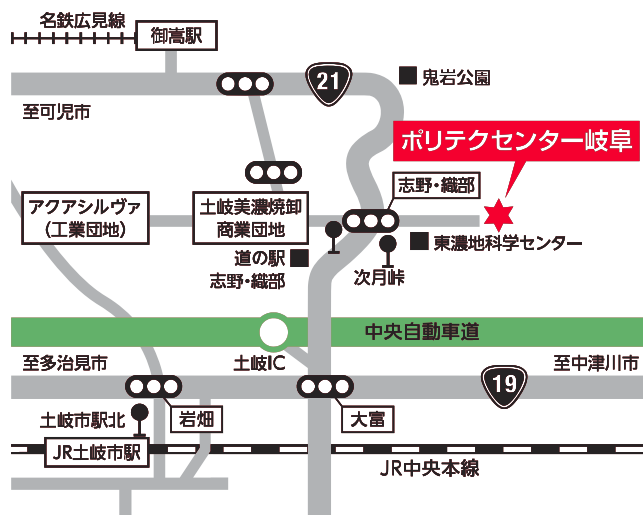 名鉄広見線
御嵩駅
21
鬼岩公園
至可児市
ポリテクセンター岐阜
志野・織部
アクアシルヴァ
(工業団地)
土岐美濃焼卸
商業団地
東濃地科学センター
道の駅
志野・織部
次月峠
中央自動車道
至多治見市
土岐IC
至中津川市
19
土岐市駅北
岩畑
大富
JR土岐市駅
JR中央本線